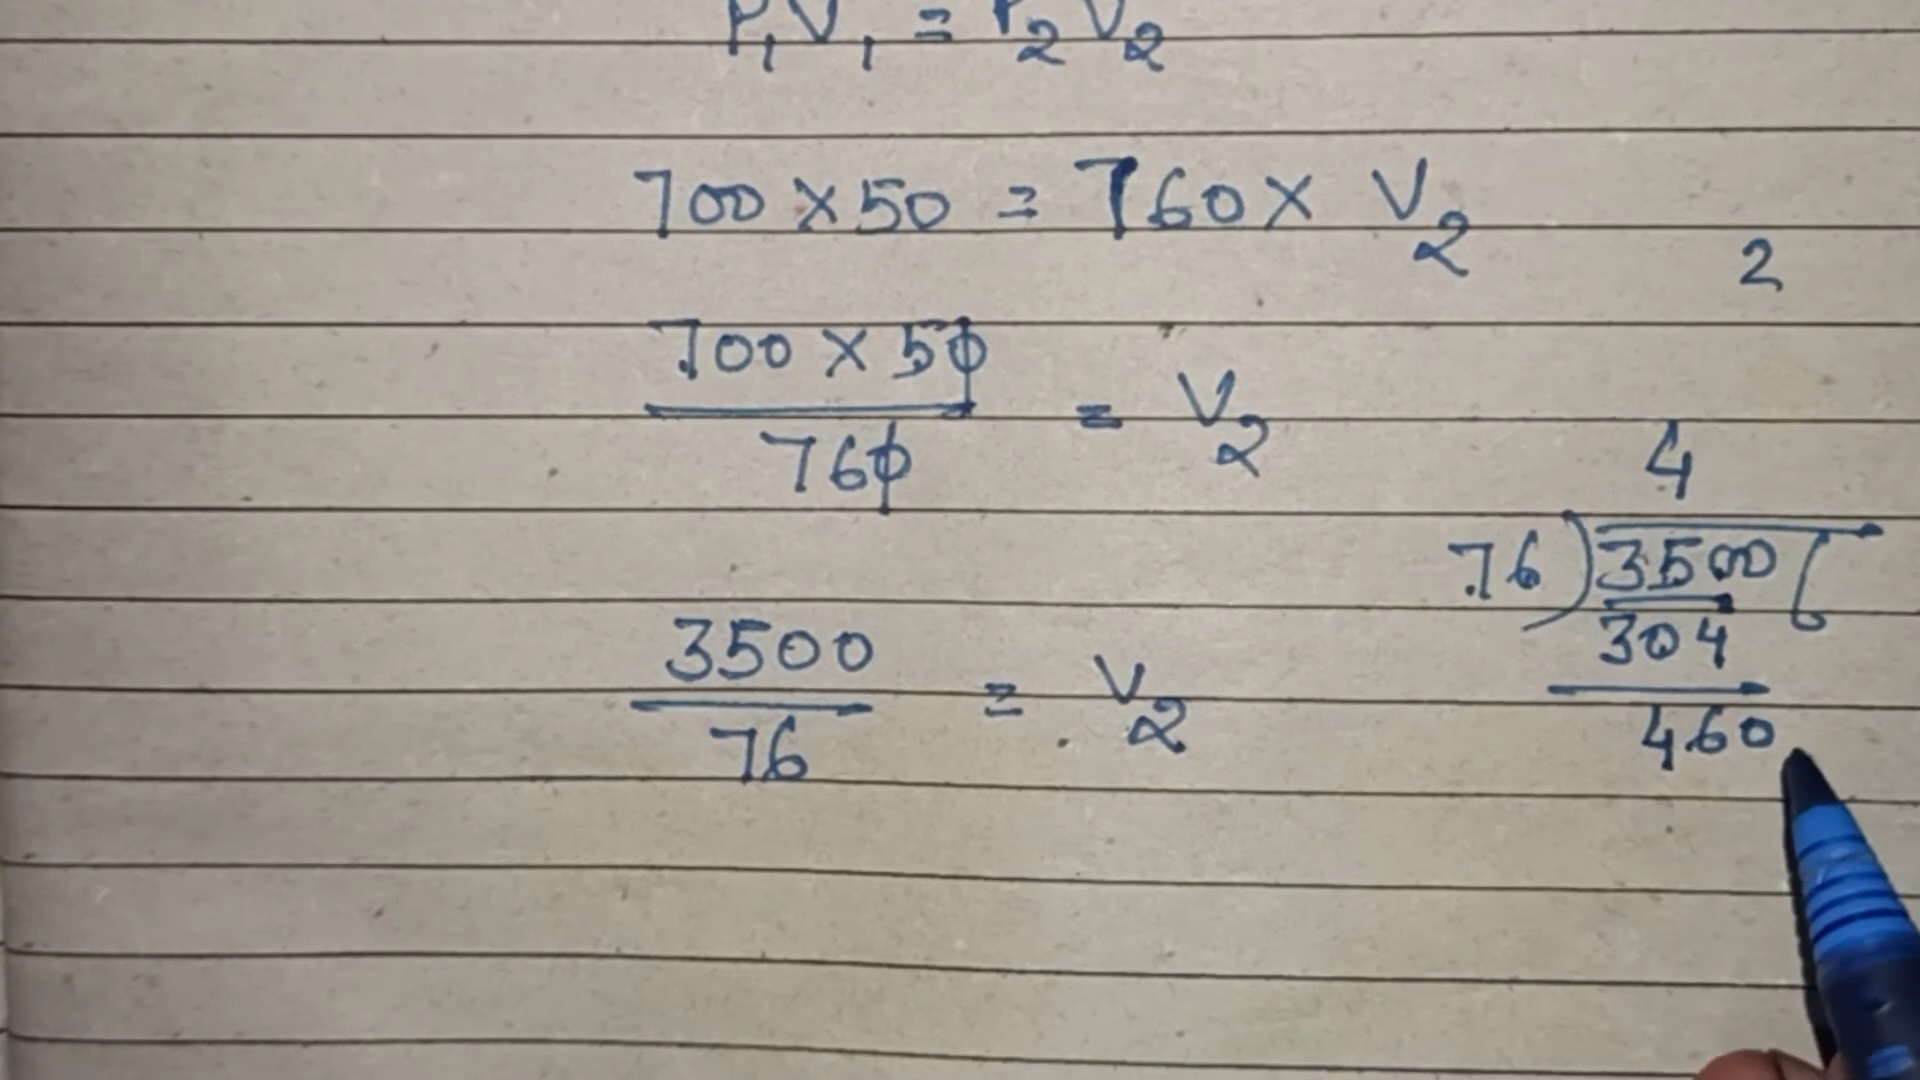 P₁V₁ = P₂V₂
700 × 50 = 760 × V₂
2
700 × 50
760
= V₂
3500
76
= V₂
4
76)3500(
304
460